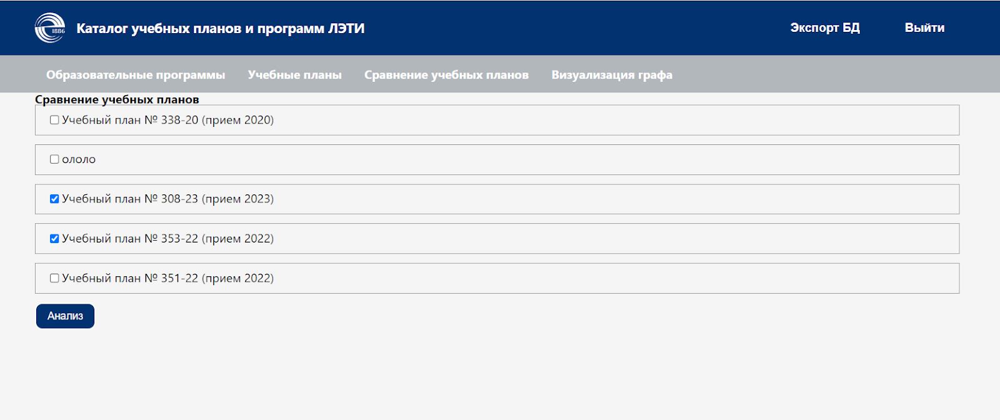 1886
Каталог учебных планов и программ ЛЭТИ
Экспорт БД
Выйти
Образовательные программы
Учебные планы
Сравнение учебных планов
Визуализация графа
Сравнение учебных планов
Учебный план № 338-20 (прием 2020)
ололо
Учебный план № 308-23 (прием 2023)
Учебный план № 353-22 (прием 2022)
Учебный план № 351-22 (прием 2022)
Анализ